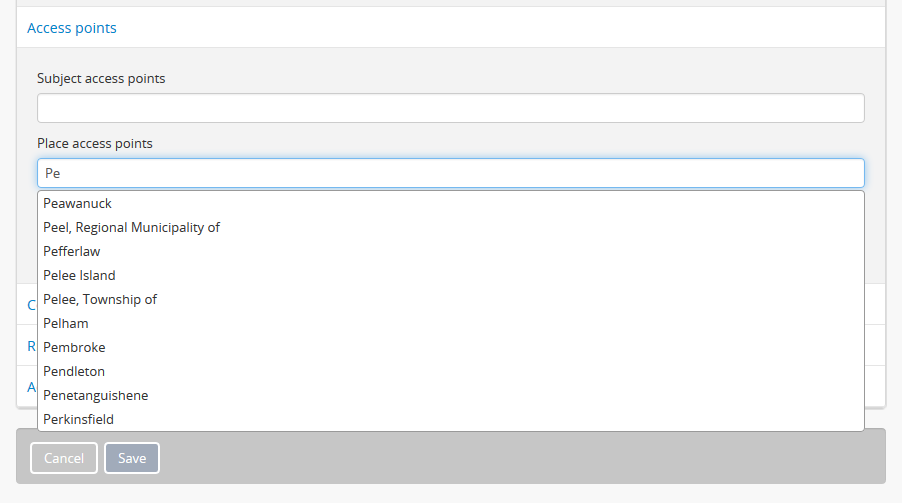 Access points
Subject access points
Place access points
Pe
Peawanuck
Peel, Regional Municipality of
Pefferlaw
Pelee Island
C
Pelee, Township of
Pelham
R
Pembroke
Pendleton
A
Penetanguishene
Perkinsfield
Cancel
Save